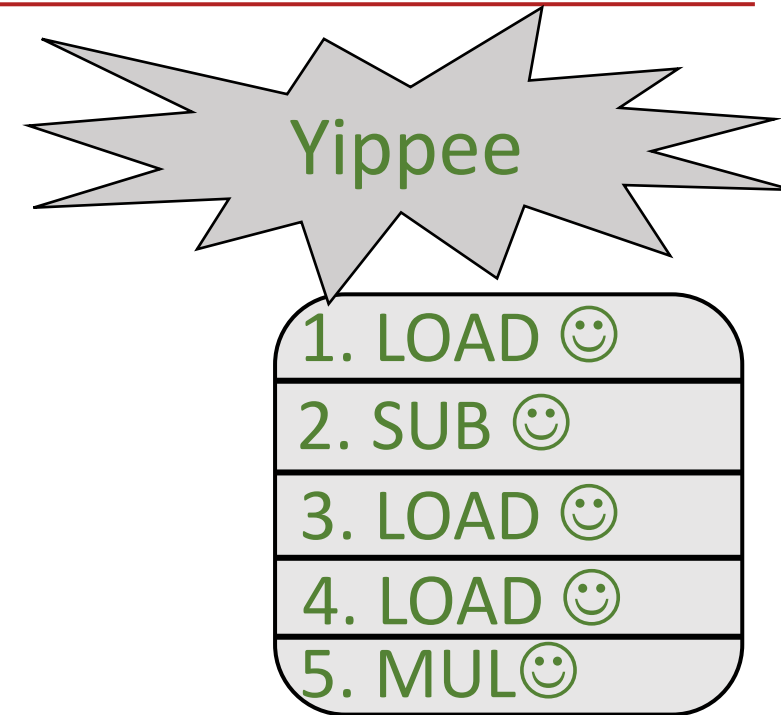 Yippee
1. LOAD ☺
2. SUB ☺
3. LOAD ☺
4. LOAD ☺
5. MUL☺